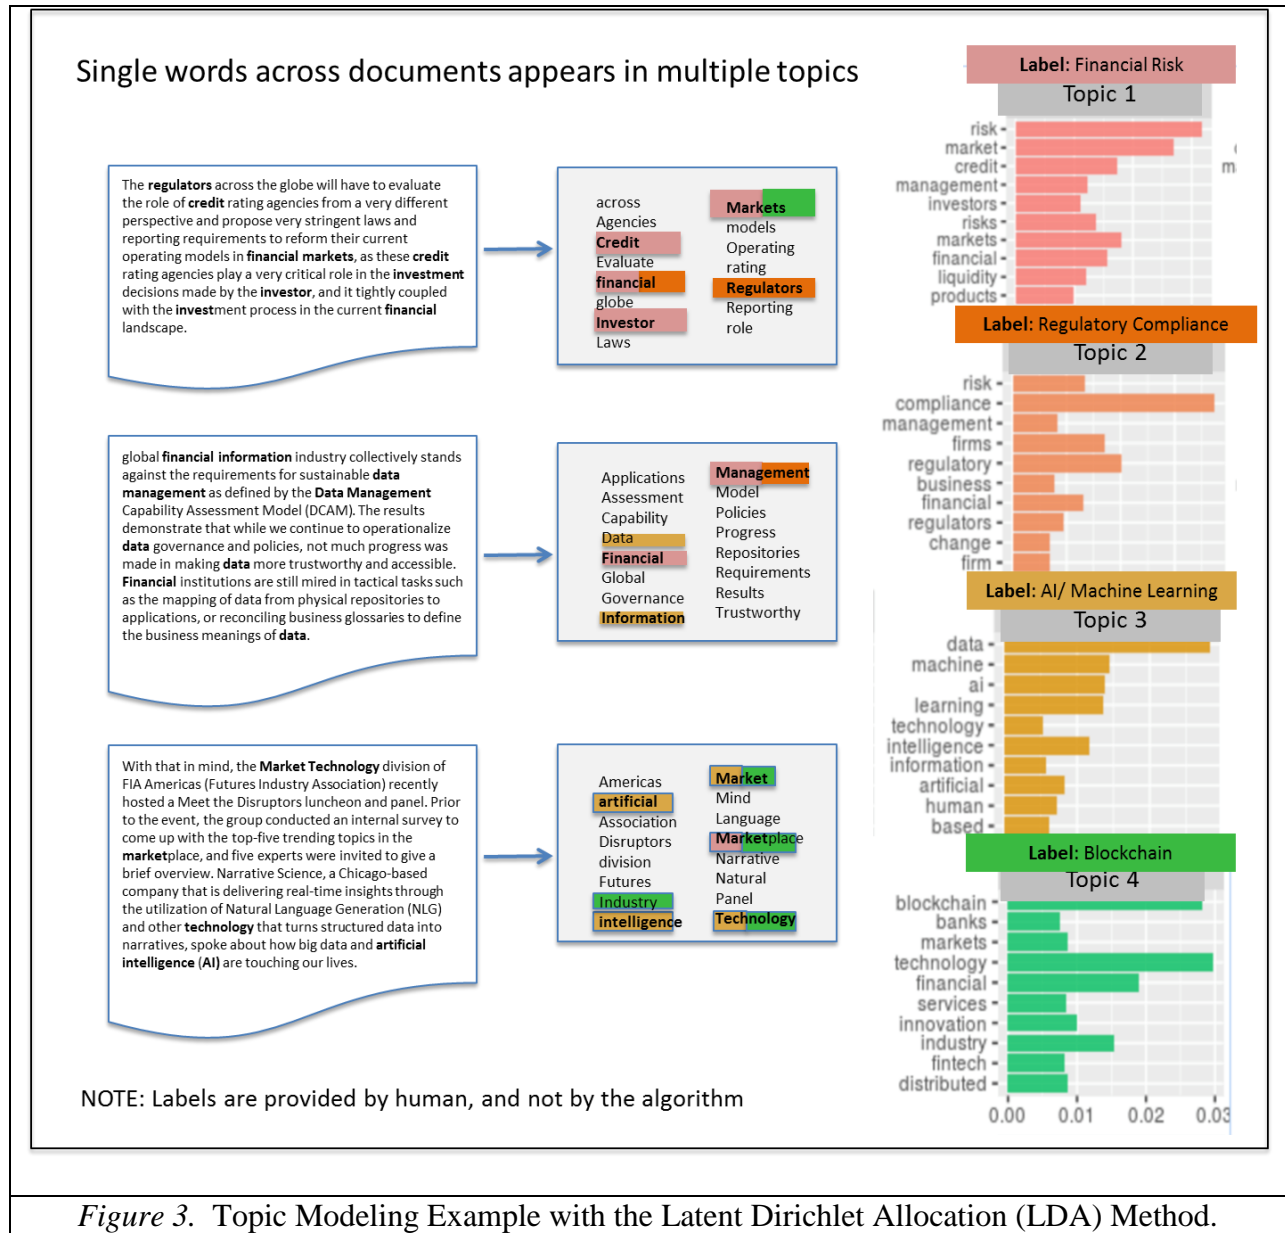 Single words across documents appears in multiple topics
The regulators across the globe will have to evaluate
the role of credit rating agencies from a very different
perspective and propose very stringent laws and
reporting requirements to reform their current
operating models in financial markets, as these credit
rating agencies play a very critical role in the investment
decisions made by the investor, and it tightly coupled
with the investment process in the current financial
landscape.
across
Agencies
Credit
Evaluate
financial
globe
Investor
Laws
Markets
models
Operating
rating
Regulators
Reporting
role
global financial information industry collectively stands
against the requirements for sustainable data
management as defined by the Data Management
Capability Assessment Model (DCAM). The results
demonstrate that while we continue to operationalize
data governance and policies, not much progress was
made in making data more trustworthy and accessible.
Financial institutions are still mired in tactical tasks such
as the mapping of data from physical repositories to
applications, or reconciling business glossaries to define
the business meanings of data.
Applications
Assessment
Capability
Data
Financial
Global
Governance
Information
Management
Model
Policies
Progress
Repositories
Requirements
Results
Trustworthy
With that in mind, the Market Technology division of
FIA Americas (Futures Industry Association) recently
hosted a Meet the Disruptors luncheon and panel. Prior
to the event, the group conducted an internal survey to
come up with the top-five trending topics in the
marketplace, and five experts were invited to give a
brief overview. Narrative Science, a Chicago-based
company that is delivering real-time insights through
the utilization of Natural Language Generation (NLG)
and other technology that turns structured data into
narratives, spoke about how big data and artificial
intelligence (AI) are touching our lives.
Americas
artificial
Association
Disruptors
division
Futures
Industry
intelligence
Market
Mind
Language
Marketplace
Narrative
Natural
Panel
Technology
NOTE: Labels are provided by human, and not by the algorithm
Label: Financial Risk
Topic 1
risk
market
credit
management
investors
risks
markets
financial
liquidity
products
Label: Regulatory Compliance
Topic 2
risk
compliance
management
firms
regulatory
business
financial
regulators
change
firm
Label: AI/ Machine Learning
Topic 3
data
machine
ai
learning
technology
intelligence
information
artificial
human
based
Label: Blockchain
Topic 4
blockchain
banks
markets
technology
financial
services
innovation
industry
fintech
distributed
0.00 0.01 0.02 0.03
Figure 3. Topic Modeling Example with the Latent Dirichlet Allocation (LDA) Method.